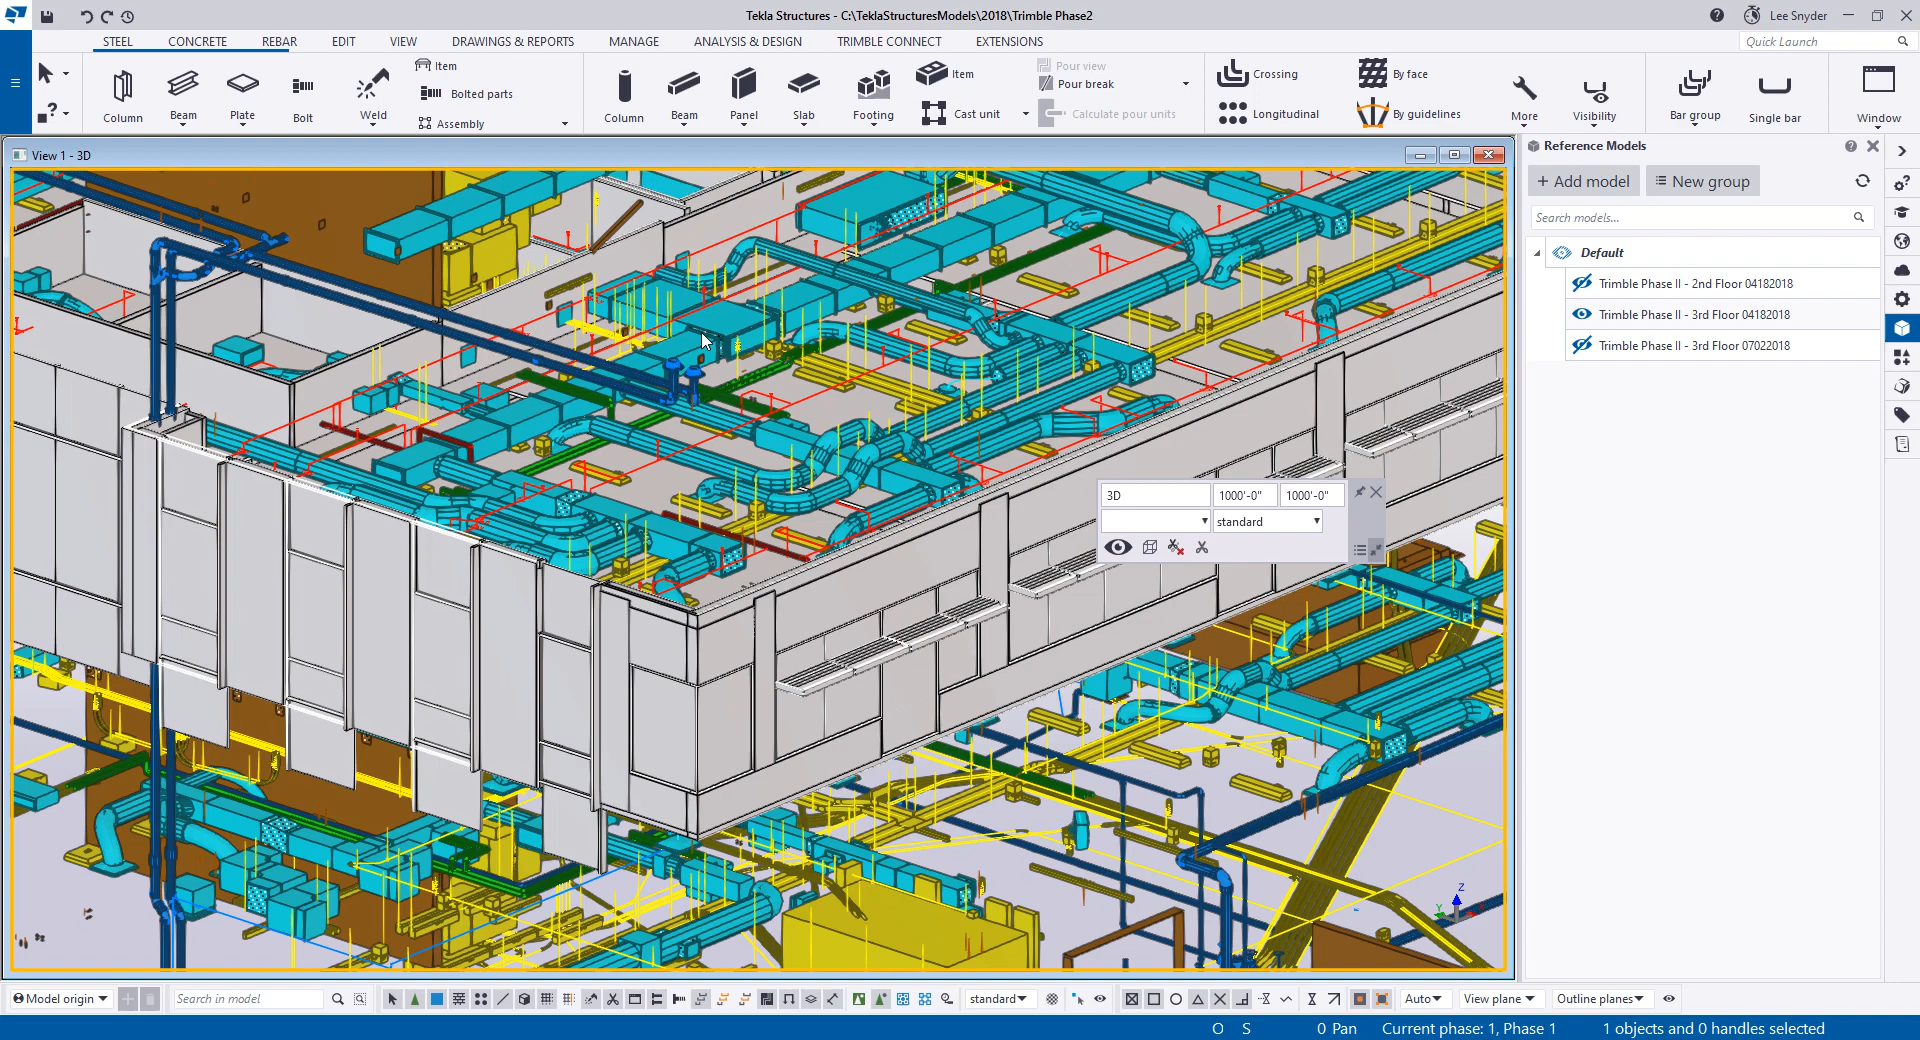 Tekla Structures - C:\TeklaStructuresModels\2018\Trimble Phase2
Lee Snyder
STEEL CONCRETE REBAR EDIT VIEW DRAWINGS & REPORTS MANAGE ANALYSIS & DESIGN TRIMBLE CONNECT EXTENSIONS
Quick Launch
Column Beam Plate Bolt Weld
Item
Bolted parts
Assembly
Column Beam Panel Slab Footing
Item
Cast unit
Pour view
Pour break
Calculate pour units
Crossing
Longitudinal
By face
By guidelines
More Visibility Bar group Single bar Window
View 1 - 3D
Reference Models
+ Add model
New group
Search models...
Default
Trimble Phase II - 2nd Floor 04182018
Trimble Phase II - 3rd Floor 04182018
Trimble Phase II - 3rd Floor 07022018
3D 1000'-0" 1000'-0"
standard
Z
Y
Model origin
Search in model
standard
Auto
View plane
Outline planes
O S 0 Pan Current phase: 1, Phase 1 1 objects and 0 handles selected